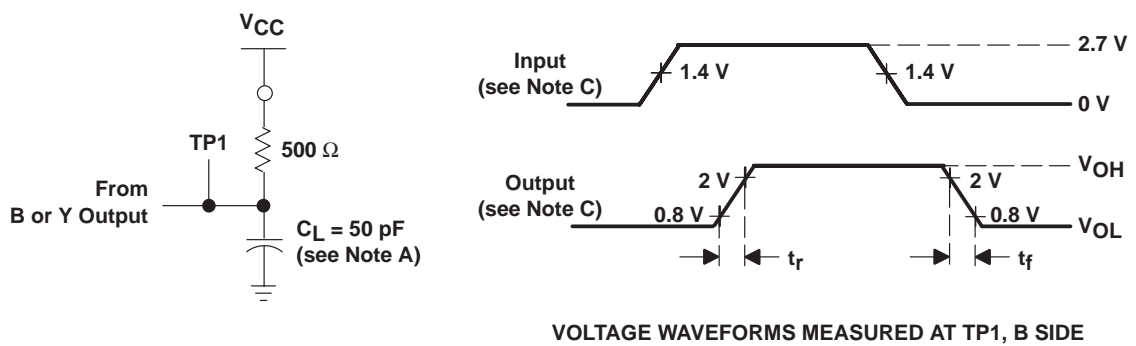 VCC
TP1
500 Ω
From
B or Y Output
CL = 50 pF
(see Note A)
Input
(see Note C)
1.4 V
1.4 V
2.7 V
0 V
Output
(see Note C)
2 V
0.8 V
2 V
0.8 V
VOH
VOL
tr
tf
VOLTAGE WAVEFORMS MEASURED AT TP1, B SIDE